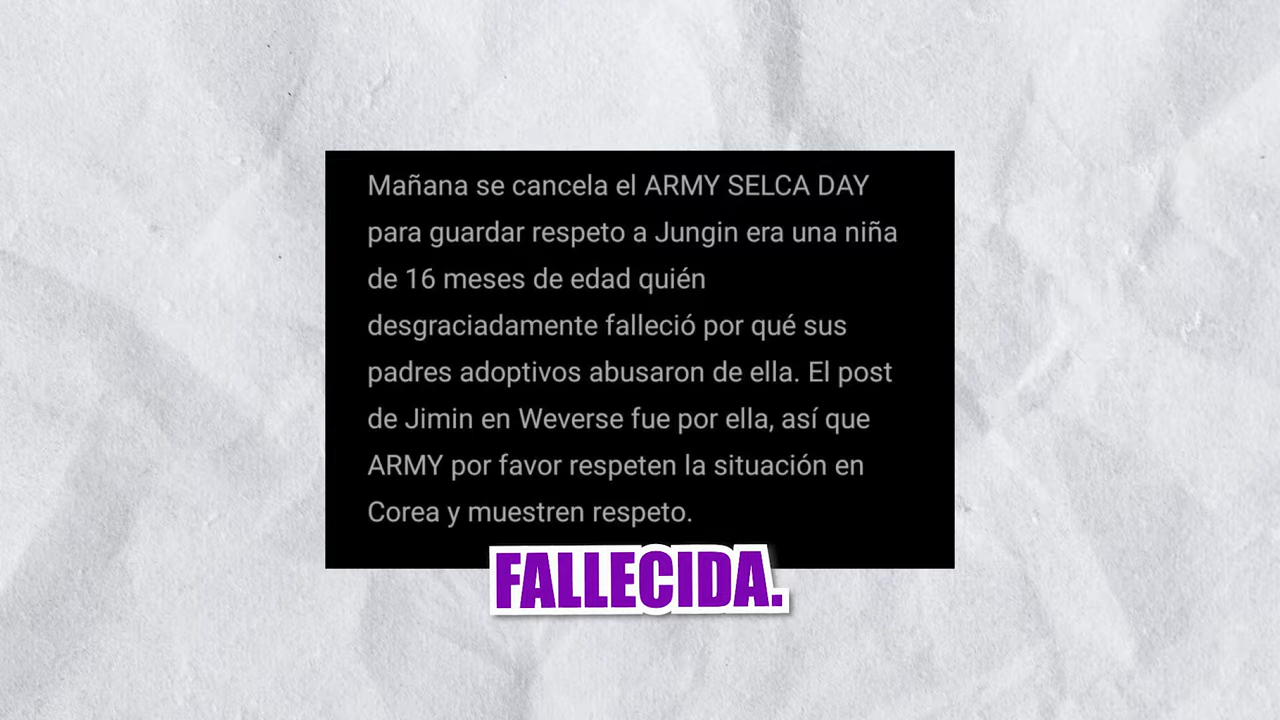 Mañana se cancela el ARMY SELCA DAY
para guardar respeto a Jungin era una niña
de 16 meses de edad quién
desgraciadamente falleció por qué sus
padres adoptivos abusaron de ella. El post
de Jimin en Weverse fue por ella, así que
ARMY por favor respeten la situación en
Corea y muestren respeto.
FALLECIDA.